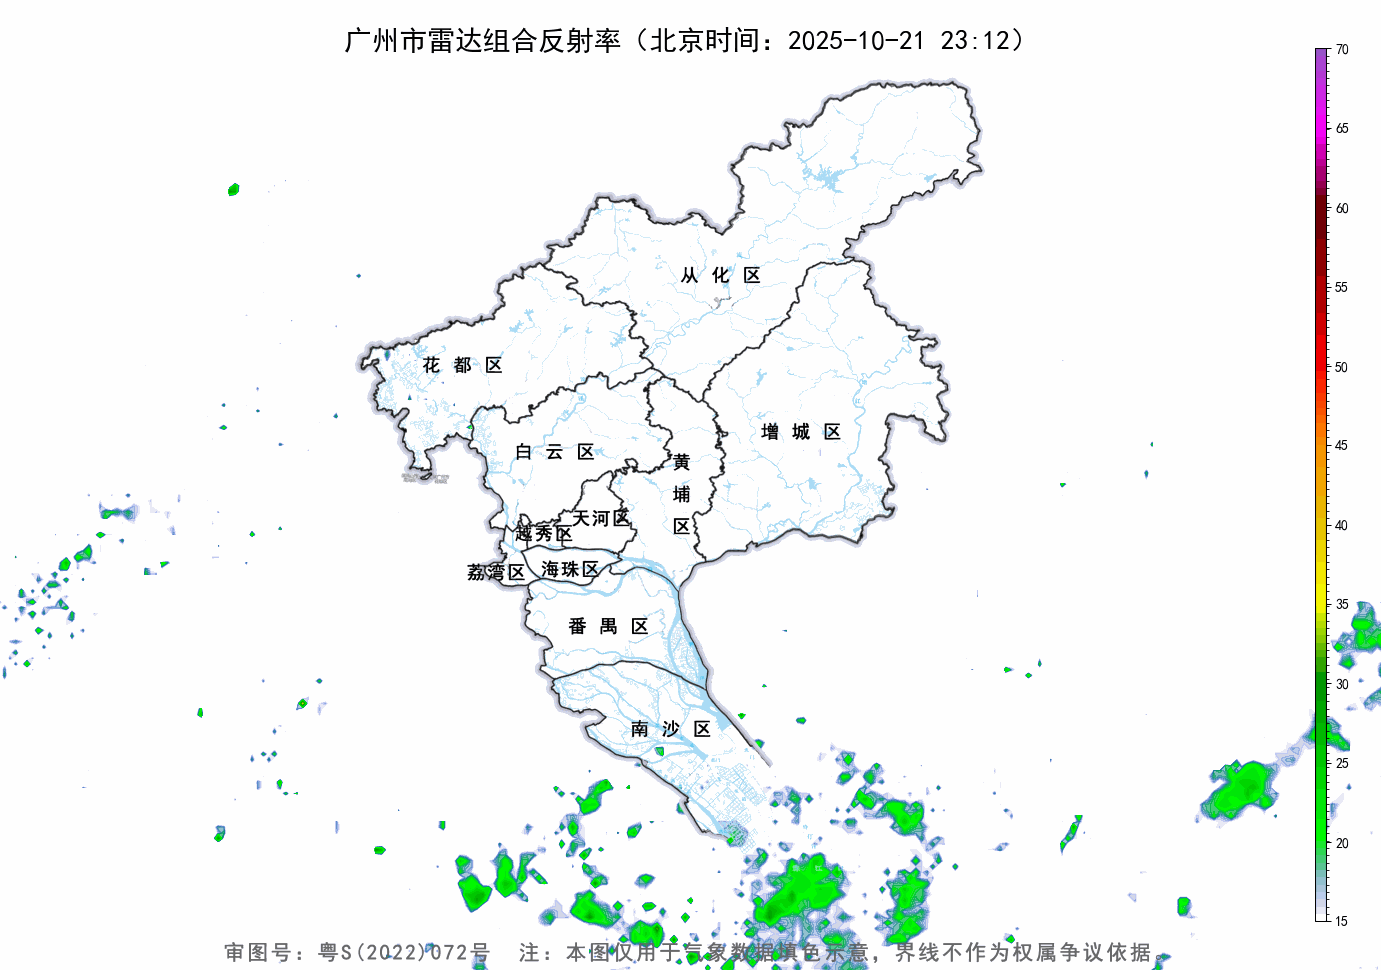 广州市雷达组合反射率（北京时间：2025-10-21 23:12）
70
65
60
55
50
45
40
35
30
25
20
15
从化区
花都区
增城区
白云区
黄埔区
天河区
越秀区
荔湾区
海珠区
番禺区
南沙区
审图号：粤S(2022)072号 注：本图仅用于气象数据填色示意，界线不作为权属争议依据。